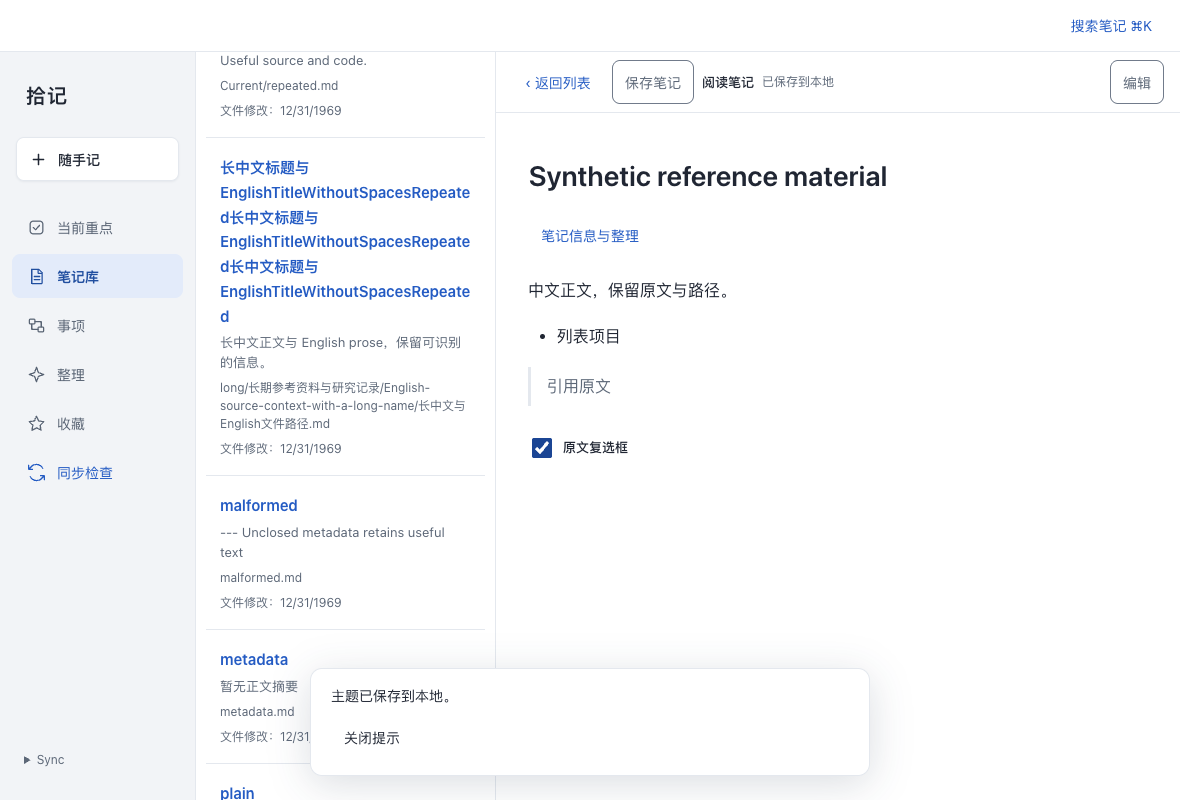 搜索笔记 ⌘K
拾记
+ 随手记
当前重点
笔记库
事项
整理
收藏
同步检查
Sync
Useful source and code.
Current/repeated.md
文件修改：12/31/1969
长中文标题与
EnglishTitleWithoutSpacesRepeate
d长中文标题与
EnglishTitleWithoutSpacesRepeate
d长中文标题与
EnglishTitleWithoutSpacesRepeate
d
长中文正文与 English prose，保留可识别
的信息。
long/长期参考资料与研究记录/English-
source-context-with-a-long-name/长中文与
English文件路径.md
文件修改：12/31/1969
malformed
--- Unclosed metadata retains useful
text
malformed.md
文件修改：12/31/1969
metadata
暂无正文摘要
metadata.md
文件修改：12/31
plain
‹ 返回列表
保存笔记
阅读笔记 已保存到本地
编辑
Synthetic reference material
笔记信息与整理
中文正文，保留原文与路径。
• 列表项目
引用原文
原文复选框
主题已保存到本地。
关闭提示